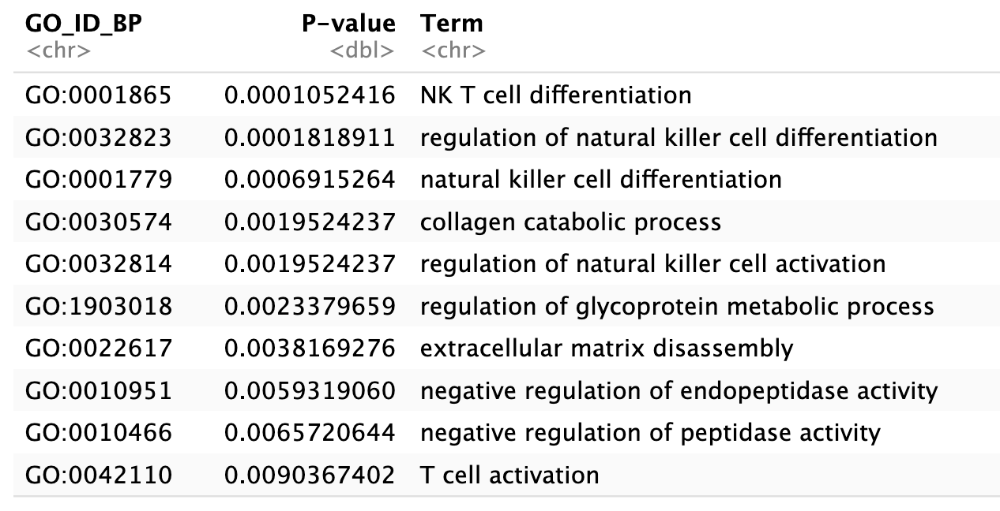 GO_ID_BP P-value Term
<chr> <dbl> <chr>
GO:0001865 0.0001052416 NK T cell differentiation
GO:0032823 0.0001818911 regulation of natural killer cell differentiation
GO:0001779 0.0006915264 natural killer cell differentiation
GO:0030574 0.0019524237 collagen catabolic process
GO:0032814 0.0019524237 regulation of natural killer cell activation
GO:1903018 0.0023379659 regulation of glycoprotein metabolic process
GO:0022617 0.0038169276 extracellular matrix disassembly
GO:0010951 0.0059319060 negative regulation of endopeptidase activity
GO:0010466 0.0065720644 negative regulation of peptidase activity
GO:0042110 0.0090367402 T cell activation